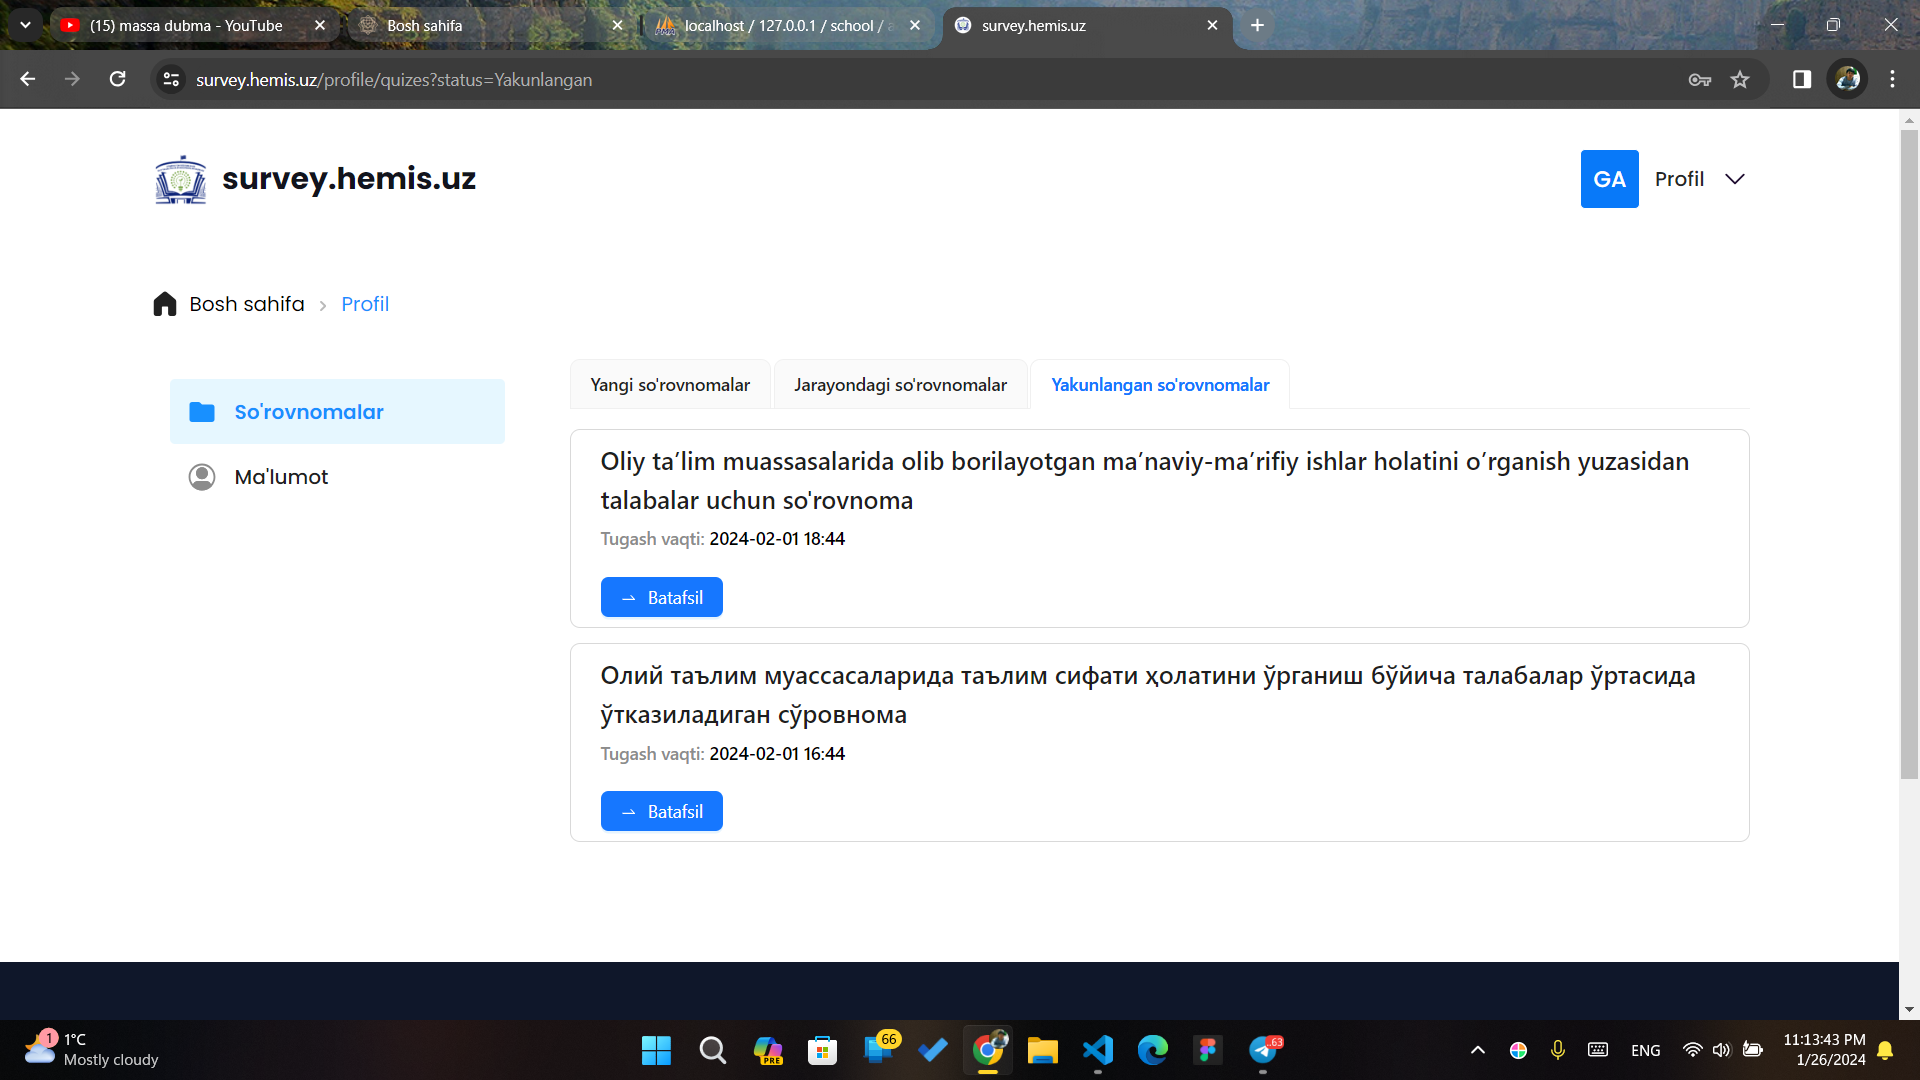 (15) massa dubma - YouTube
Bosh sahifa
localhost / 127.0.0.1 / school / a
survey.hemis.uz
survey.hemis.uz/profile/quizes?status=Yakunlangan
survey.hemis.uz
GA
Profil
Bosh sahifa
Profil
So'rovnomalar
Ma'lumot
Yangi so'rovnomalar
Jarayondagi so'rovnomalar
Yakunlangan so'rovnomalar
Oliy ta’lim muassasalarida olib borilayotgan ma’naviy-ma’rifiy ishlar holatini o’rganish yuzasidan
talabalar uchun so'rovnoma
Tugash vaqti: 2024-02-01 18:44
Batafsil
Олий таълим муассасаларида таълим сифати ҳолатини ўрганиш бўйича талабалар ўртасида
ўтказиладиган сўровнома
Tugash vaqti: 2024-02-01 16:44
Batafsil
1
1°C
Mostly cloudy
PRE
66
.63
ENG
11:13:43 PM
1/26/2024